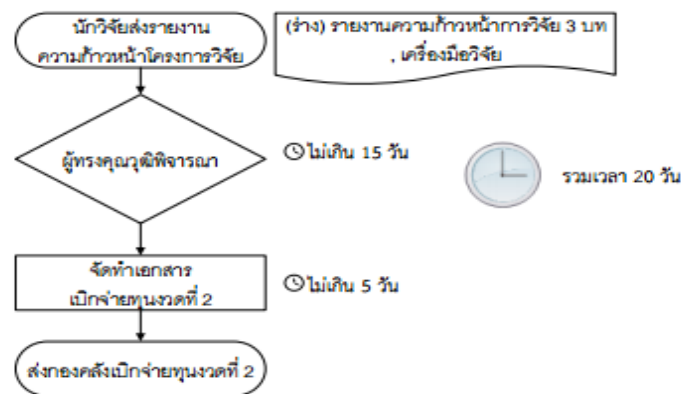 นักวิจัยส่งรายงาน
ความก้าวหน้าโครงการวิจัย
(ร่าง) รายงานความก้าวหน้าการวิจัย 3 บท
, เครื่องมือวิจัย
ผู้ทรงคุณวุฒิพิจารณา
ไม่เกิน 15 วัน
รวมเวลา 20 วัน
จัดทำเอกสาร
เบิกจ่ายทุนงวดที่ 2
ไม่เกิน 5 วัน
ส่งกองคลังเบิกจ่ายทุนงวดที่ 2